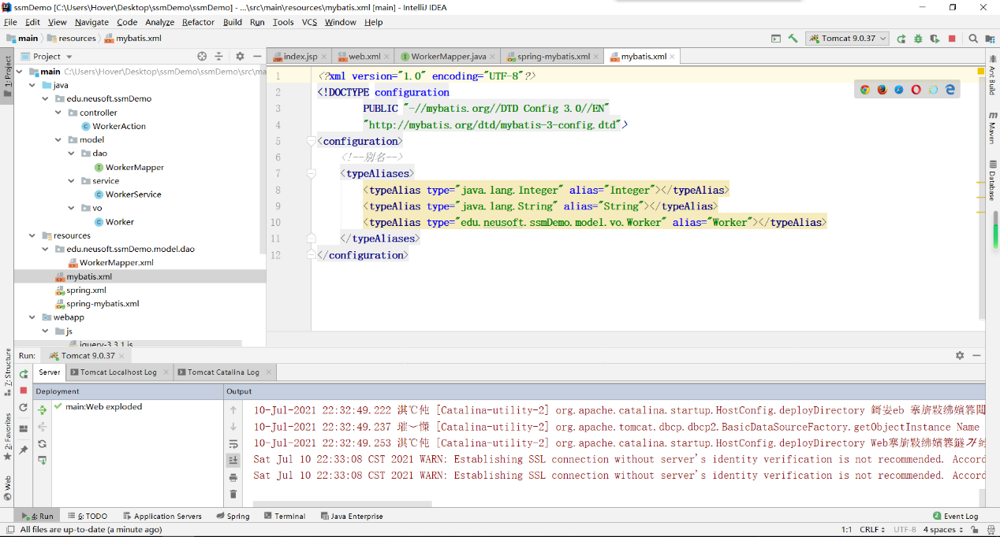 ssmDemo [C:\Users\Hover\Desktop\ssmDemo\ssmDemo] - ...\src\main\resources\mybatis.xml [main] - IntelliJ IDEA
File Edit View Navigate Code Analyze Refactor Build Run Tools VCS Window Help
main resources mybatis.xml Tomcat 9.0.37
1: Project
Project
index.jsp web.xml WorkerMapper.java spring-mybatis.xml mybatis.xml
main C:\Users\Hover\Desktop\ssmDemo\ssmDemo\src\ma
java
edu.neusoft.ssmDemo
controller
WorkerAction
model
dao
WorkerMapper
service
WorkerService
vo
Worker
resources
edu.neusoft.ssmDemo.model.dao
WorkerMapper.xml
mybatis.xml
spring.xml
spring-mybatis.xml
webapp
js
jquery-3.3.1.js
1 <?xml version="1.0" encoding="UTF-8"?>
2 <!DOCTYPE configuration
3 PUBLIC "-//mybatis.org//DTD Config 3.0//EN"
4 "http://mybatis.org/dtd/mybatis-3-config.dtd">
5 <configuration>
6 <!--别名-->
7 <typeAliases>
8 <typeAlias type="java.lang.Integer" alias="Integer"></typeAlias>
9 <typeAlias type="java.lang.String" alias="String"></typeAlias>
10 <typeAlias type="edu.neusoft.ssmDemo.model.vo.Worker" alias="Worker"></typeAlias>
11 </typeAliases>
12 </configuration>
Ant Build
Maven
Database
7: Structure
2: Favorites
Web
Run: Tomcat 9.0.37
Server Tomcat Localhost Log Tomcat Catalina Log
Deployment Output
main:Web exploded
10-Jul-2021 22:32:49.222 [Catalina-utility-2] org.apache.catalina.startup.HostConfig.deployDirectory
10-Jul-2021 22:32:49.237 [Catalina-utility-2] org.apache.tomcat.dbcp.dbcp2.BasicDataSourceFactory.getObjectInstance Name
10-Jul-2021 22:32:49.253 [Catalina-utility-2] org.apache.catalina.startup.HostConfig.deployDirectory
Sat Jul 10 22:33:08 CST 2021 WARN: Establishing SSL connection without server's identity verification is not recommended. Accord
Sat Jul 10 22:33:08 CST 2021 WARN: Establishing SSL connection without server's identity verification is not recommended. Accord
4: Run 6: TODO Application Servers Spring Terminal Java Enterprise 2 Event Log
All files are up-to-date (a minute ago) 1:1 CRLF UTF-8 4 spaces